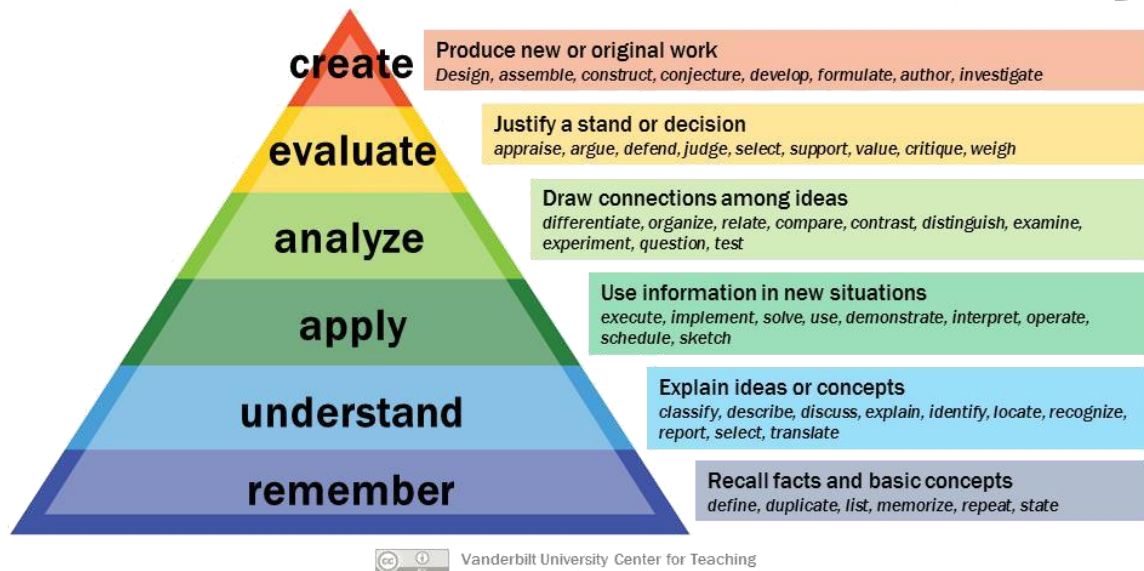 create
Produce new or original work
Design, assemble, construct, conjecture, develop, formulate, author, investigate
evaluate
Justify a stand or decision
appraise, argue, defend, judge, select, support, value, critique, weigh
analyze
Draw connections among ideas
differentiate, organize, relate, compare, contrast, distinguish, examine,
experiment, question, test
apply
Use information in new situations
execute, implement, solve, use, demonstrate, interpret, operate,
schedule, sketch
understand
Explain ideas or concepts
classify, describe, discuss, explain, identify, locate, recognize,
report, select, translate
remember
Recall facts and basic concepts
define, duplicate, list, memorize, repeat, state
cc
Vanderbilt University Center for Teaching